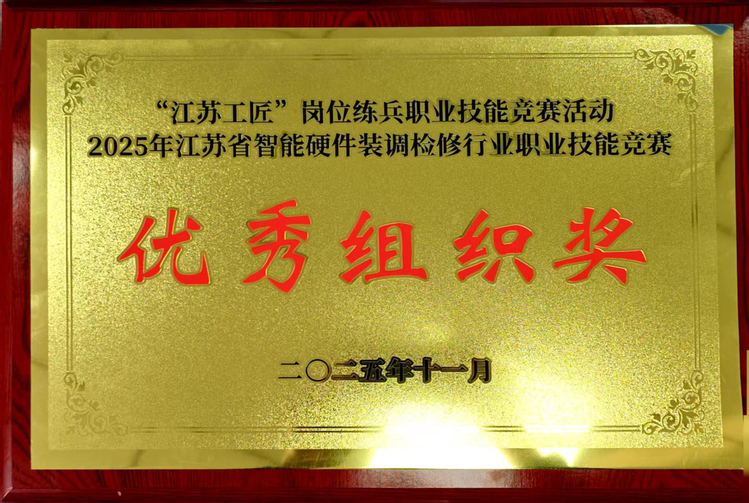 “江苏工匠”岗位练兵职业技能竞赛活动
2025年江苏省智能硬件装调检修行业职业技能竞赛
优秀组织奖
二〇二五年十一月